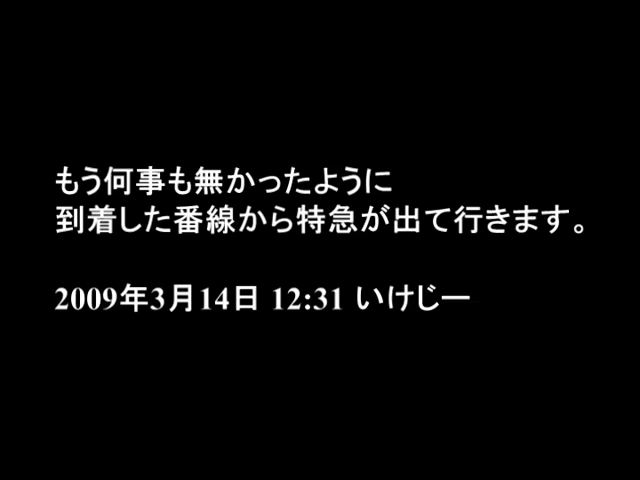 もう何事も無かったように
到着した番線から特急が出て行きます。
2009年3月14日 12:31 いけじー